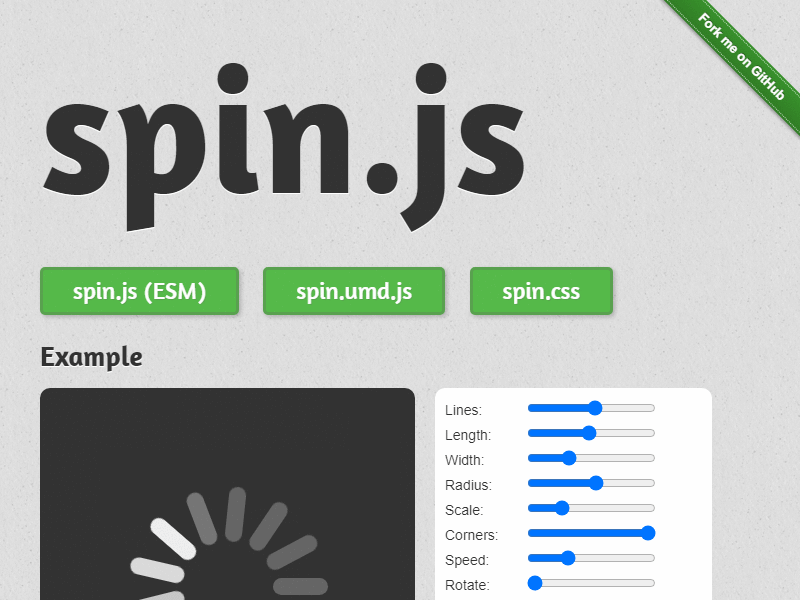 Fork me on GitHub
spin.js
spin.js (ESM) spin.umd.js spin.css
Example
Lines:
Length:
Width:
Radius:
Scale:
Corners:
Speed:
Rotate: